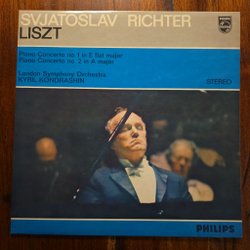 SVJATOSLAV RICHTER
LISZT
PHILIPS
Piano Concerto no. 1 in E flat major
Piano Concerto no. 2 in A major
London Symphony Orchestra
KYRIL KONDRASHIN
STEREO
PHILIPS